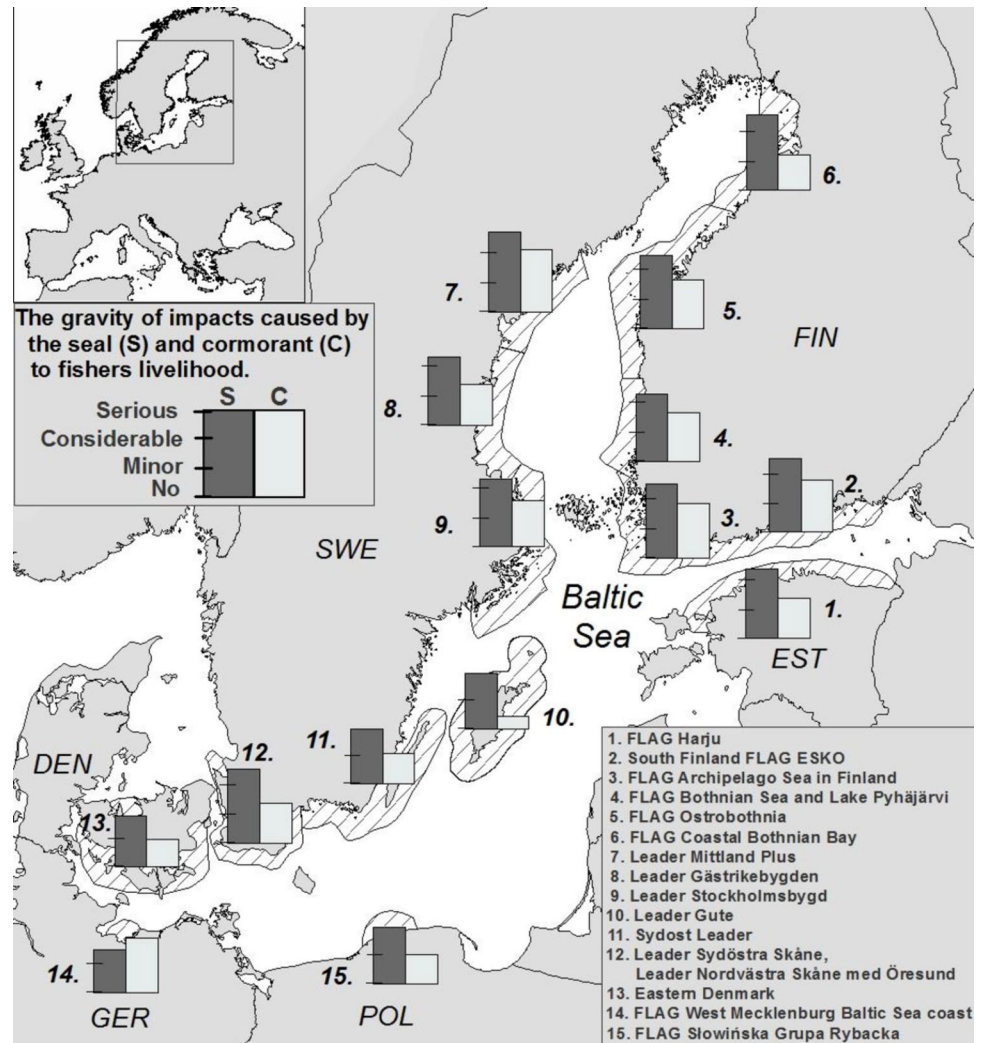 The gravity of impacts caused by
the seal (S) and cormorant (C)
to fishers livelihood.
S C
Serious
Considerable
Minor
No
6.
7.
5.
FIN
8.
4.
2.
9.
3.
SWE
Baltic
Sea
1.
EST
10.
11.
12.
DEN
13.
14.
15.
GER
POL
1. FLAG Harju
2. South Finland FLAG ESKO
3. FLAG Archipelago Sea in Finland
4. FLAG Bothnian Sea and Lake Pyhäjärvi
5. FLAG Ostrobothnia
6. FLAG Coastal Bothnian Bay
7. Leader Mittland Plus
8. Leader Gästrikebygden
9. Leader Stockholmsbygd
10. Leader Gute
11. Sydost Leader
12. Leader Sydöstra Skåne,
Leader Nordvästra Skåne med Öresund
13. Eastern Denmark
14. FLAG West Mecklenburg Baltic Sea coast
15. FLAG Słowińska Grupa Rybacka